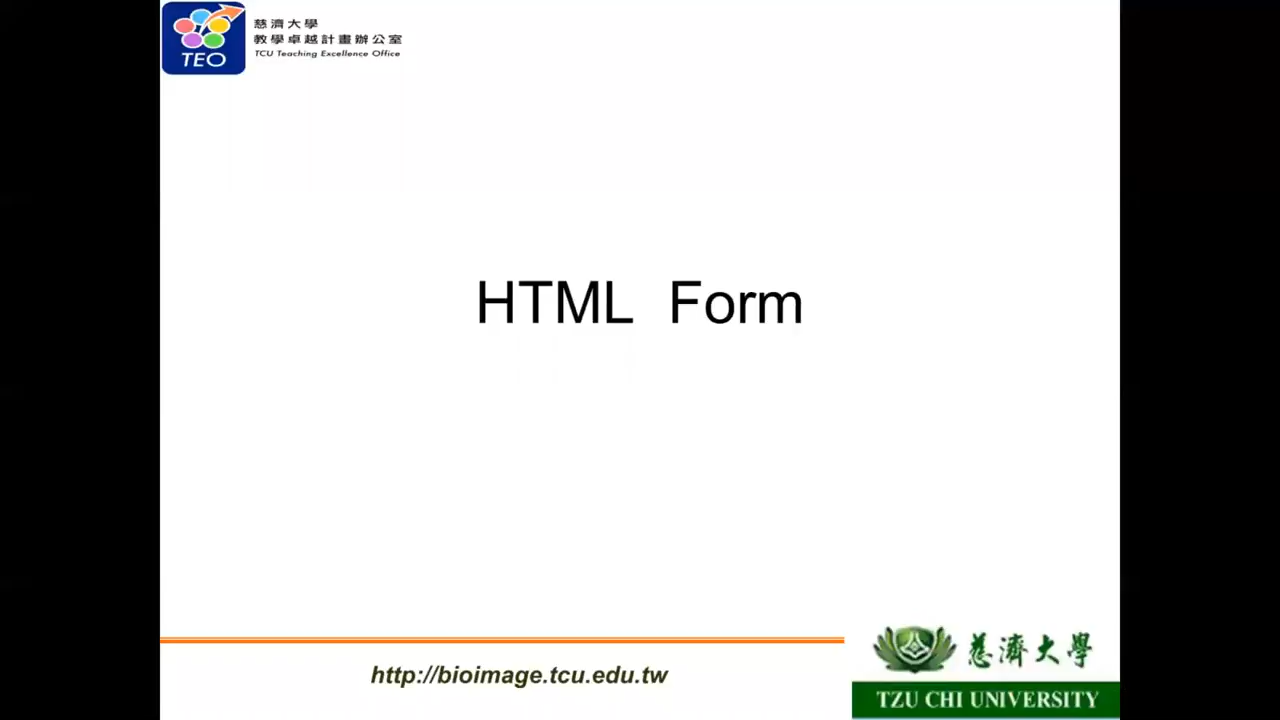 慈濟大學
教學卓越計畫辦公室
TCU Teaching Excellence Office
TEO
HTML Form
http://bioimage.tcu.edu.tw
慈濟大學
TZU CHI UNIVERSITY